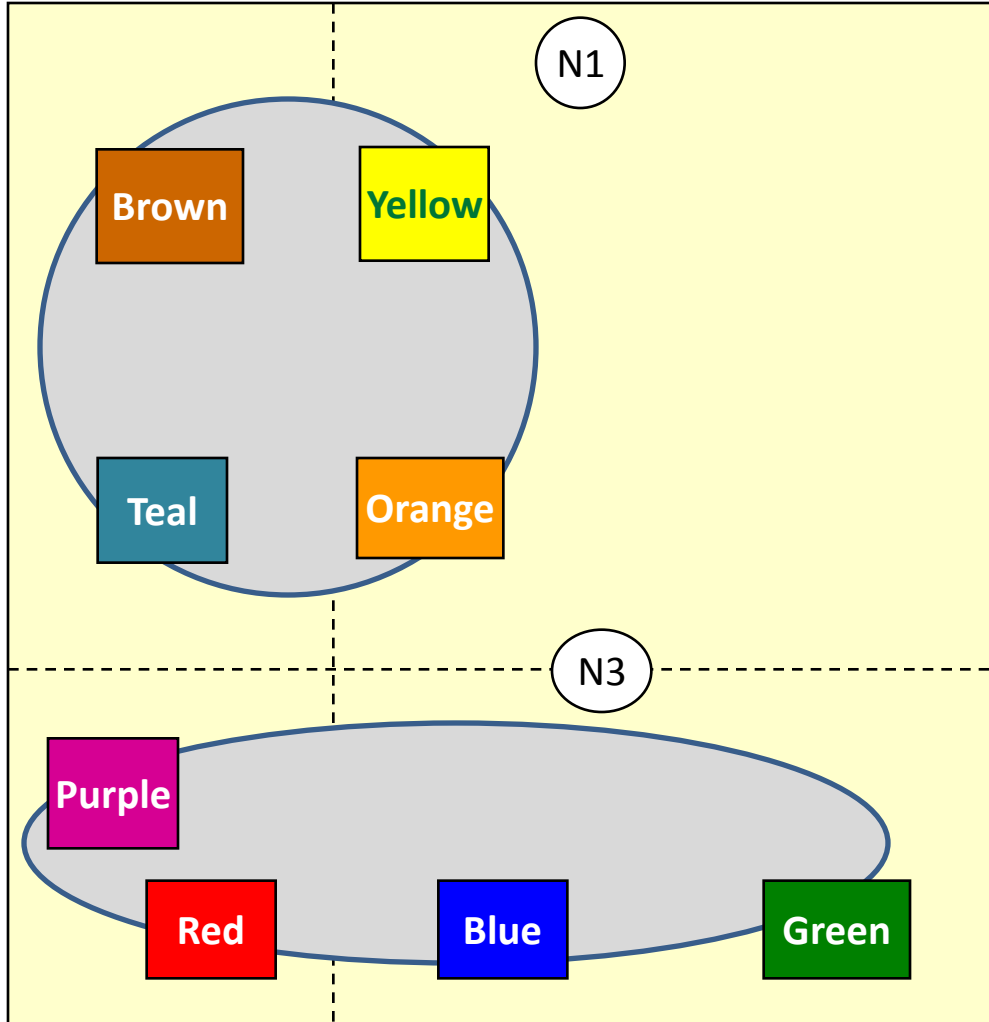 N1
Brown
Yellow
Teal
Orange
N3
Purple
Red
Blue
Green